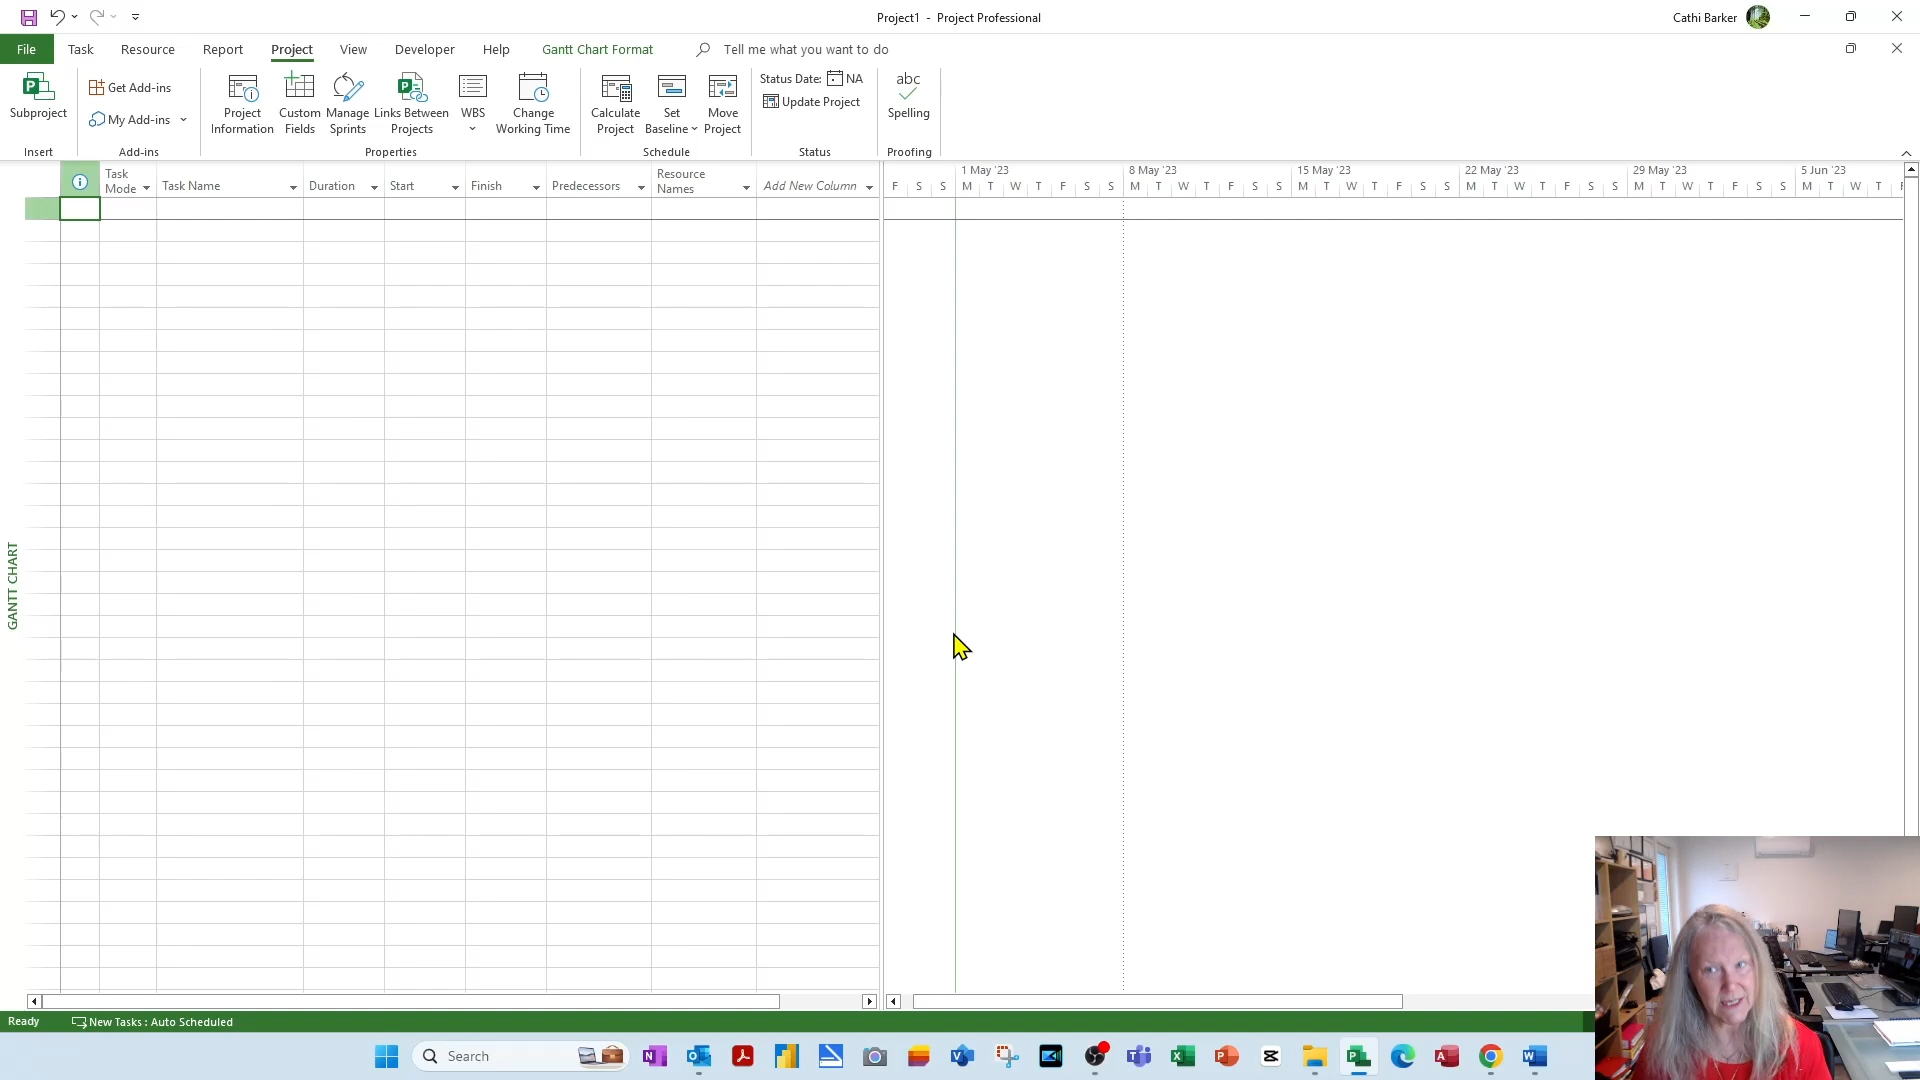 Project1 - Project Professional
Cathi Barker
File Task Resource Report Project View Developer Help Gantt Chart Format Tell me what you want to do
Subproject
Insert
Get Add-ins
My Add-ins
Add-ins
Project Information
Custom Fields
Manage Sprints
Links Between Projects
WBS
Change Working Time
Properties
Calculate Project
Set Baseline
Move Project
Schedule
Status Date: NA
Update Project
Status
abc
Spelling
Proofing
Task Mode
Task Name
Duration
Start
Finish
Predecessors
Resource Names
Add New Column
1 May '23 8 May '23 15 May '23 22 May '23 29 May '23 5 Jun '23
F S S M T W T F S S M T W T F S S M T W T F S S M T W T F S S M T W T F S S M T W T F
GANTT CHART
Ready New Tasks : Auto Scheduled
Search